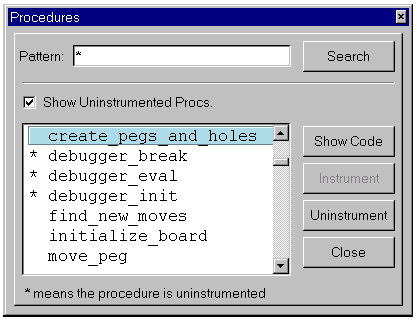 Procedures
Pattern: * Search
Show Uninstrumented Procs.
create_pegs_and_holes
* debugger_break
* debugger_eval
* debugger_init
find_new_moves
initialize_board
move_peg
Show Code
Instrument
Uninstrument
Close
* means the procedure is uninstrumented